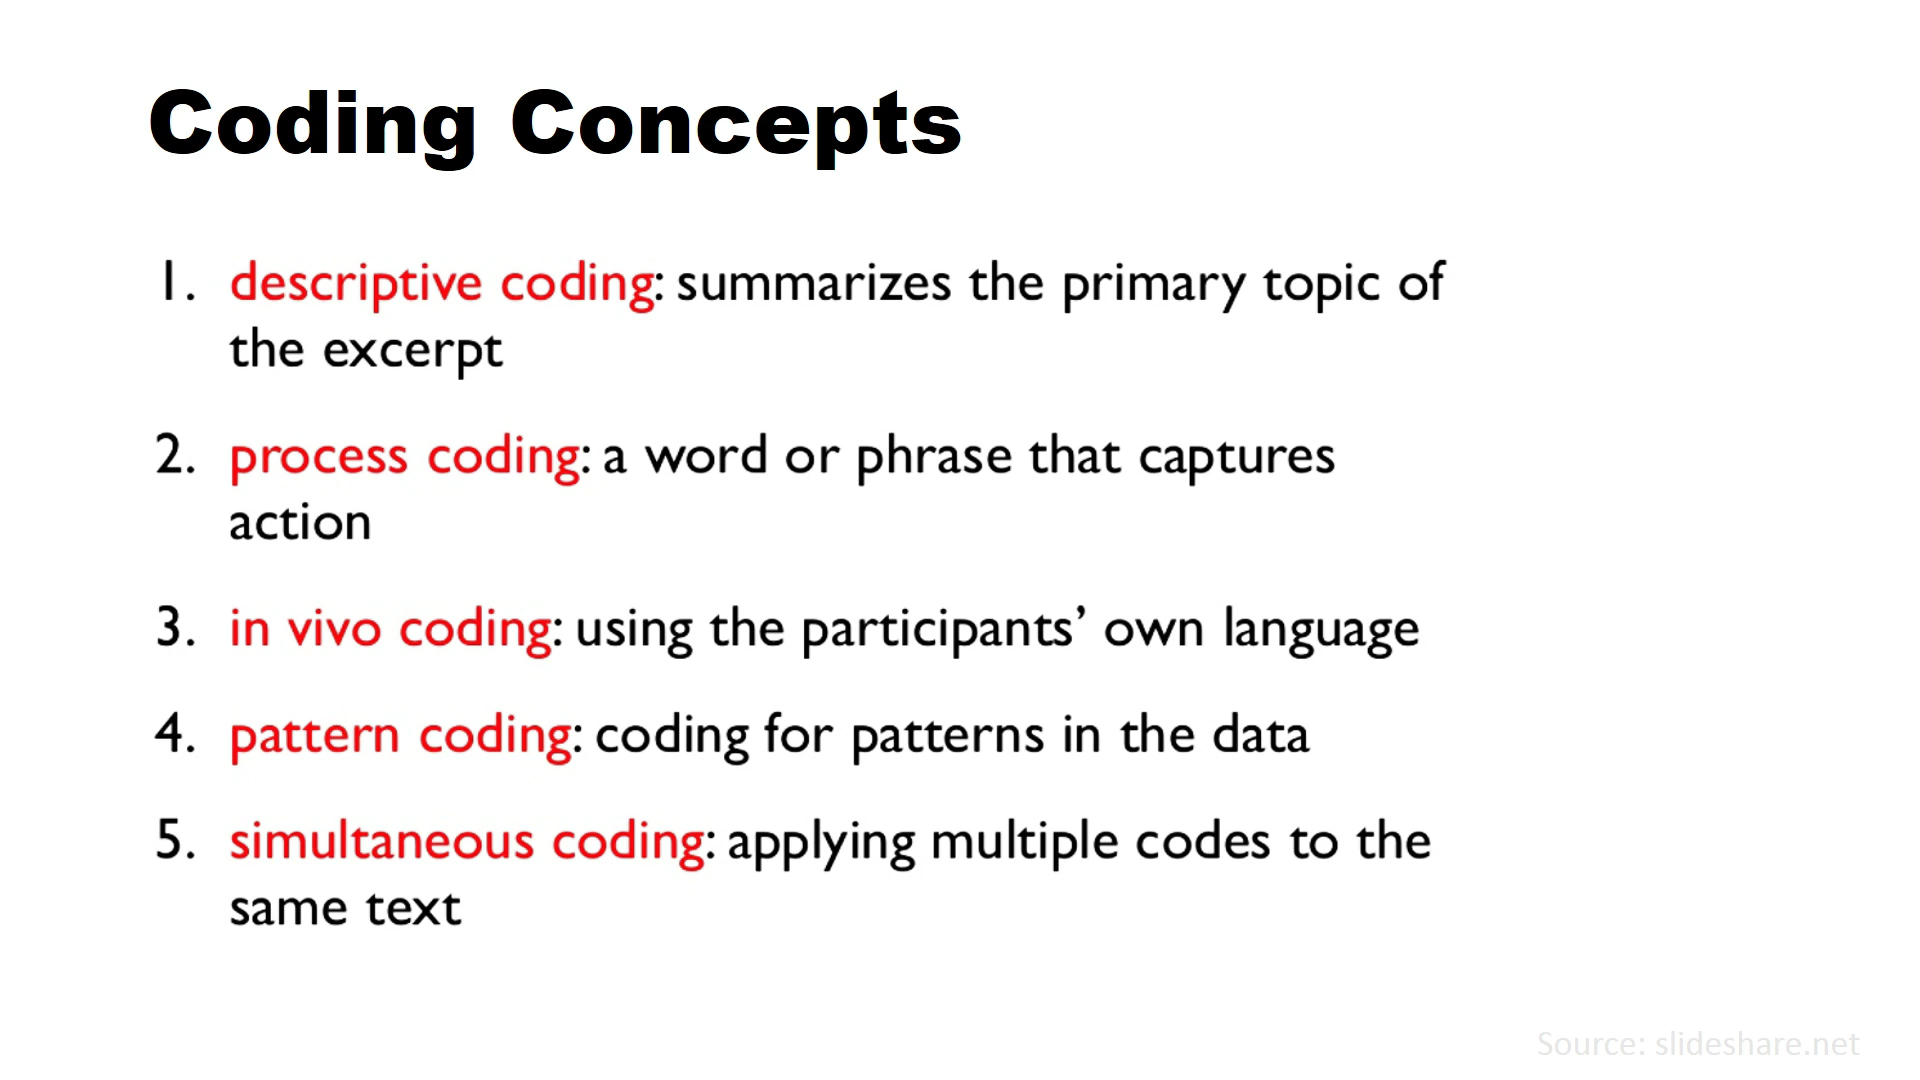 Coding Concepts
1. descriptive coding: summarizes the primary topic of
the excerpt
2. process coding: a word or phrase that captures
action
3. in vivo coding: using the participants’ own language
4. pattern coding: coding for patterns in the data
5. simultaneous coding: applying multiple codes to the
same text
Source: slideshare.net